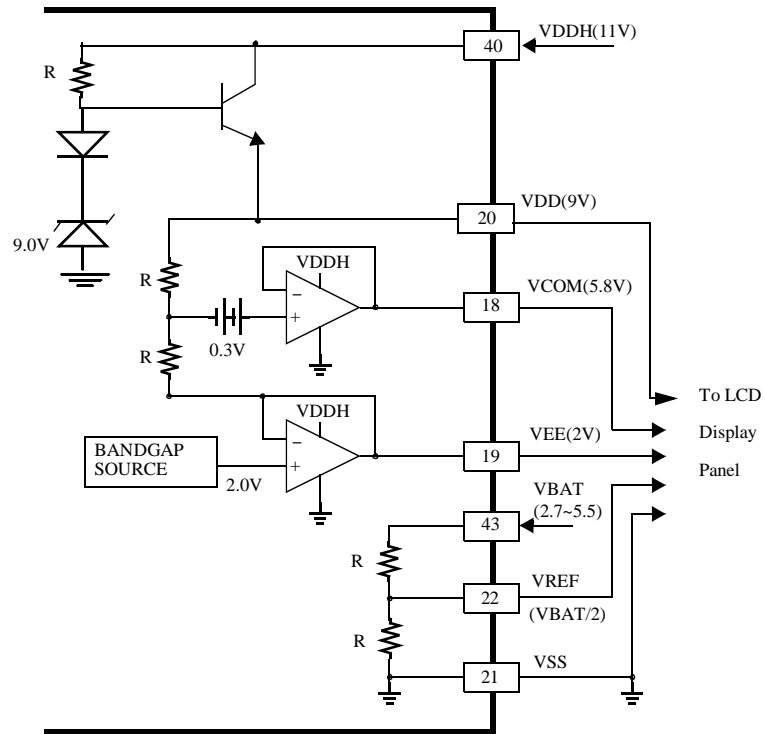 40
VDDH(11V)
R
20
VDD(9V)
9.0V
R
VDDH
−
+
0.3V
18
VCOM(5.8V)
R
VDDH
−
+
BANDGAP
SOURCE
2.0V
19
VEE(2V)
To LCD
Display
Panel
43
VBAT
(2.7~5.5)
R
22
VREF
(VBAT/2)
R
21
VSS